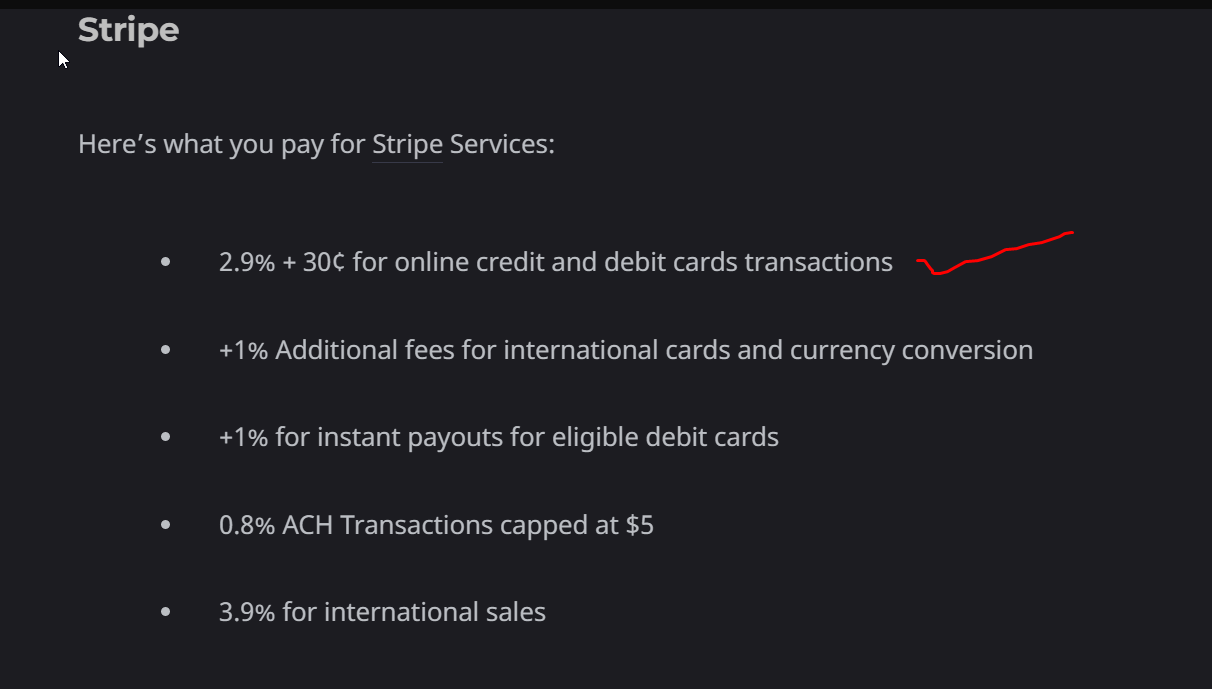 Stripe
Here’s what you pay for Stripe Services:
• 2.9% + 30¢ for online credit and debit cards transactions
• +1% Additional fees for international cards and currency conversion
• +1% for instant payouts for eligible debit cards
• 0.8% ACH Transactions capped at $5
• 3.9% for international sales